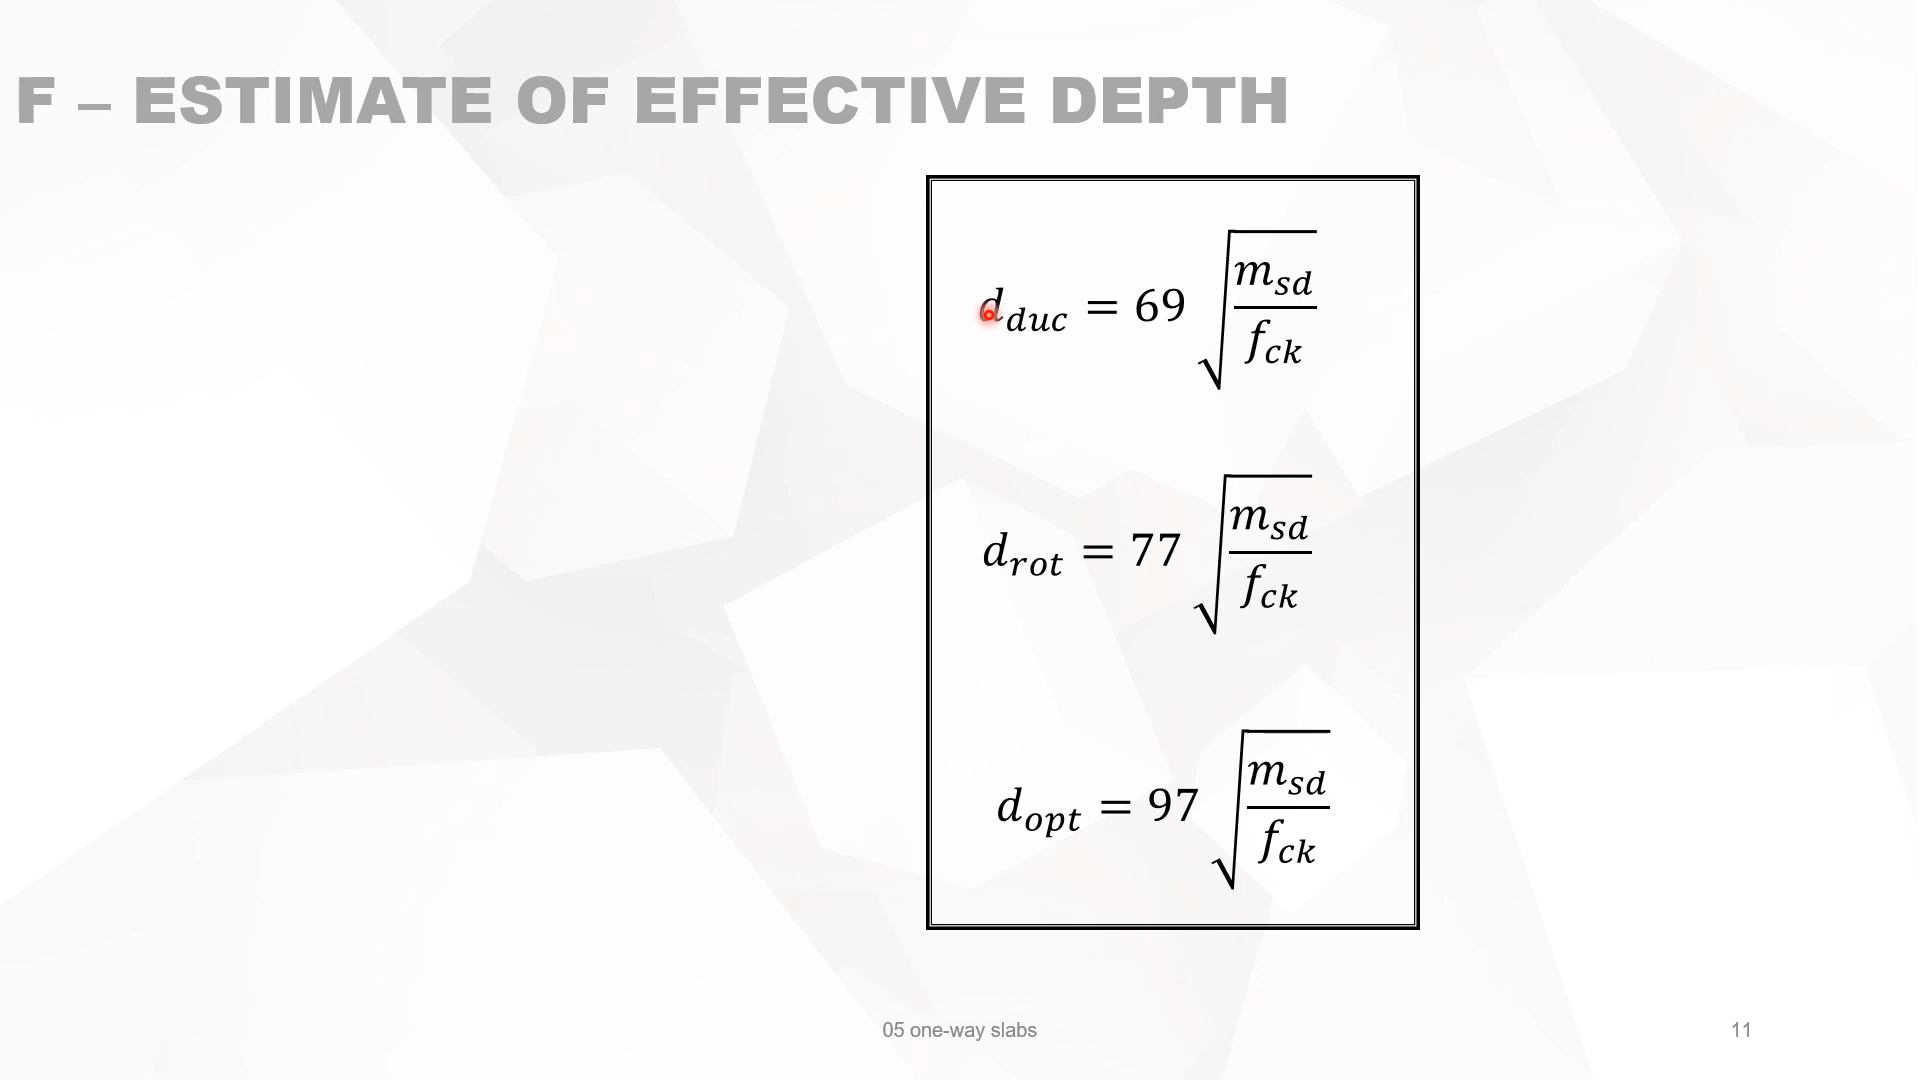 F – ESTIMATE OF EFFECTIVE DEPTH
d_duc = 69 √(m_sd / f_ck)
d_rot = 77 √(m_sd / f_ck)
d_opt = 97 √(m_sd / f_ck)
05 one-way slabs
11